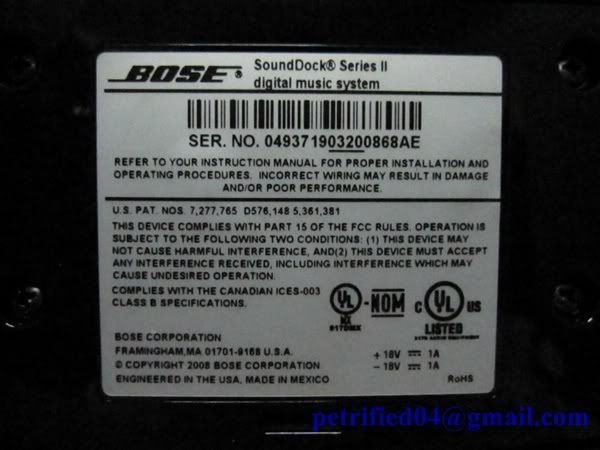 BOSE®
SoundDock® Series II
digital music system
SER. NO. 049371903200868AE
REFER TO YOUR INSTRUCTION MANUAL FOR PROPER INSTALLATION AND
OPERATING PROCEDURES. INCORRECT WIRING MAY RESULT IN DAMAGE
AND/OR POOR PERFORMANCE.
U.S. PAT. NOS. 7,277,765 D576,148 5,361,381
THIS DEVICE COMPLIES WITH PART 15 OF THE FCC RULES. OPERATION IS
SUBJECT TO THE FOLLOWING TWO CONDITIONS: (1) THIS DEVICE MAY
NOT CAUSE HARMFUL INTERFERENCE, AND(2) THIS DEVICE MUST ACCEPT
ANY INTERFERENCE RECEIVED, INCLUDING INTERFERENCE WHICH MAY
CAUSE UNDESIRED OPERATION.
COMPLIES WITH THE CANADIAN ICES-003
CLASS B SPECIFICATIONS.
UL
MX
-NOM
C UL US
LISTED
BOSE CORPORATION
FRAMINGHAM,MA 01701-9168 U.S.A.
© COPYRIGHT 2008 BOSE CORPORATION
ENGINEERED IN THE USA, MADE IN MEXICO
+ 18V 1A
− 18V 1A
RoHS
petrified04@gmail.com